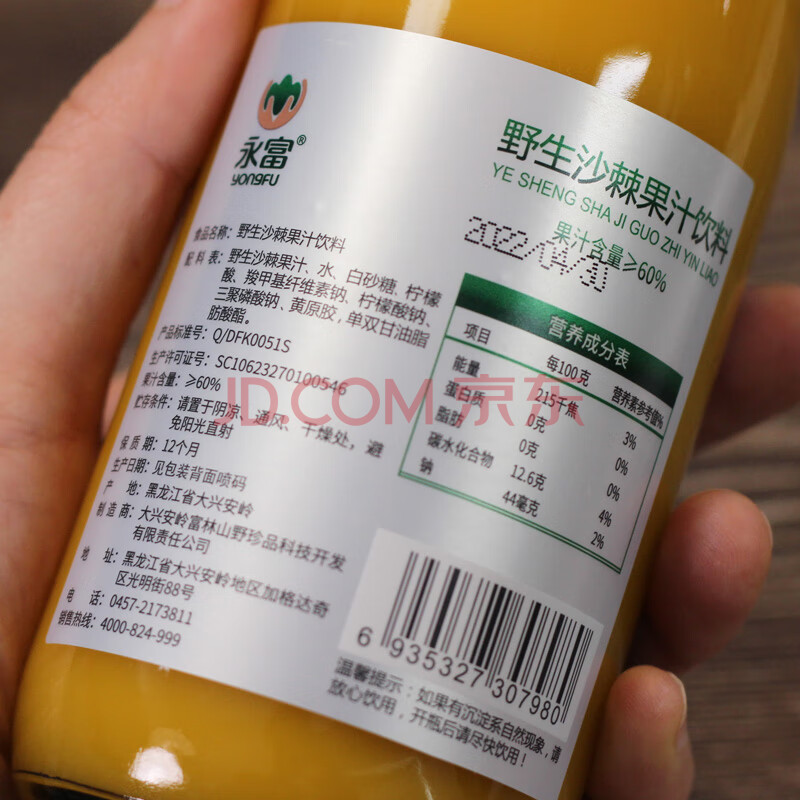 永富®
YONGFU
野生沙棘果汁饮料
YE SHENG SHA JI GUO ZHI YIN LIAO
果汁含量≥60%
2022/04/30
食品名称：野生沙棘果汁饮料
配 料 表：野生沙棘果汁、水、白砂糖、柠檬
酸、羧甲基纤维素钠、柠檬酸钠、
三聚磷酸钠、黄原胶，单双甘油脂
肪酸酯。
产品标准号：Q/DFK0051S
生产许可证号：SC10623270100546
果汁含量：≥60%
贮存条件：请置于阴凉、通风、干燥处，避
免阳光直射
保 质 期：12个月
生产日期：见包装背面喷码
产 地：黑龙江省大兴安岭
制 造 商：大兴安岭富林山野珍品科技开发
有限责任公司
地 址：黑龙江省大兴安岭地区加格达奇
区光明街88号
电 话：0457-2173811
销售热线：4000-824-999
营养成分表
项目 每100克 营养素参考值%
能量 215千焦 3%
蛋白质 0克 0%
脂肪 0克 0%
碳水化合物 12.6克 4%
钠 44毫克 2%
6 935327 307980
温馨提示：如果有沉淀系自然现象，请
放心饮用，开瓶后请尽快饮用！
JD.COM 京东